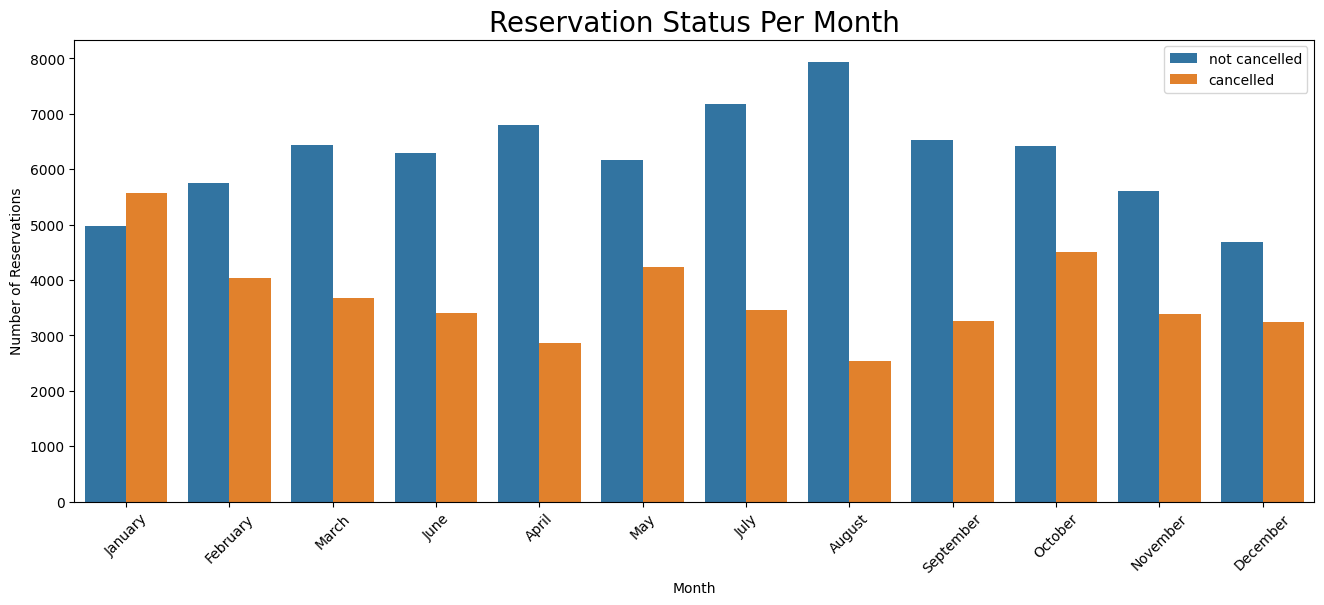 Reservation Status Per Month
not cancelled
cancelled
Number of Reservations
8000
7000
6000
5000
4000
3000
2000
1000
0
January
February
March
June
April
May
July
August
September
October
November
December
Month